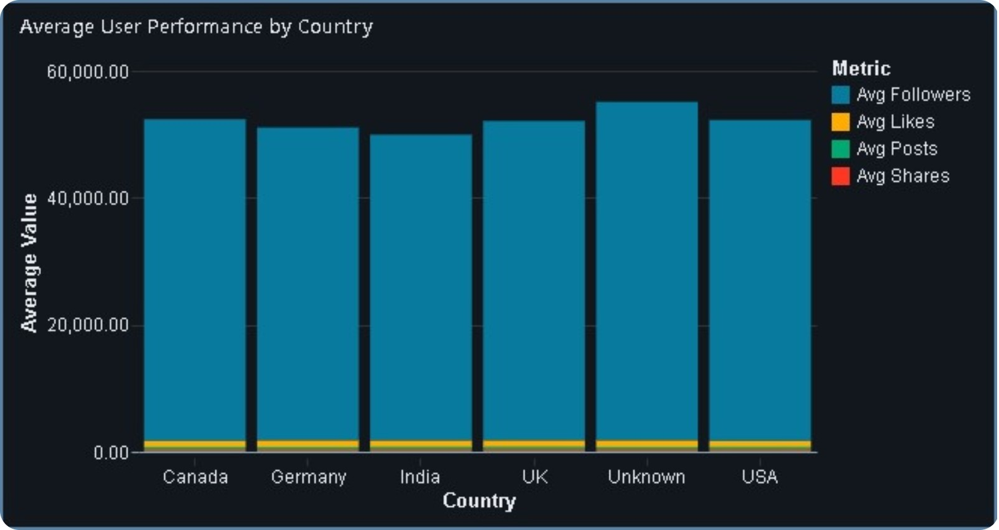 Average User Performance by Country
60,000.00
40,000.00
20,000.00
0.00
Average Value
Canada
Germany
India
UK
Unknown
USA
Country
Metric
Avg Followers
Avg Likes
Avg Posts
Avg Shares